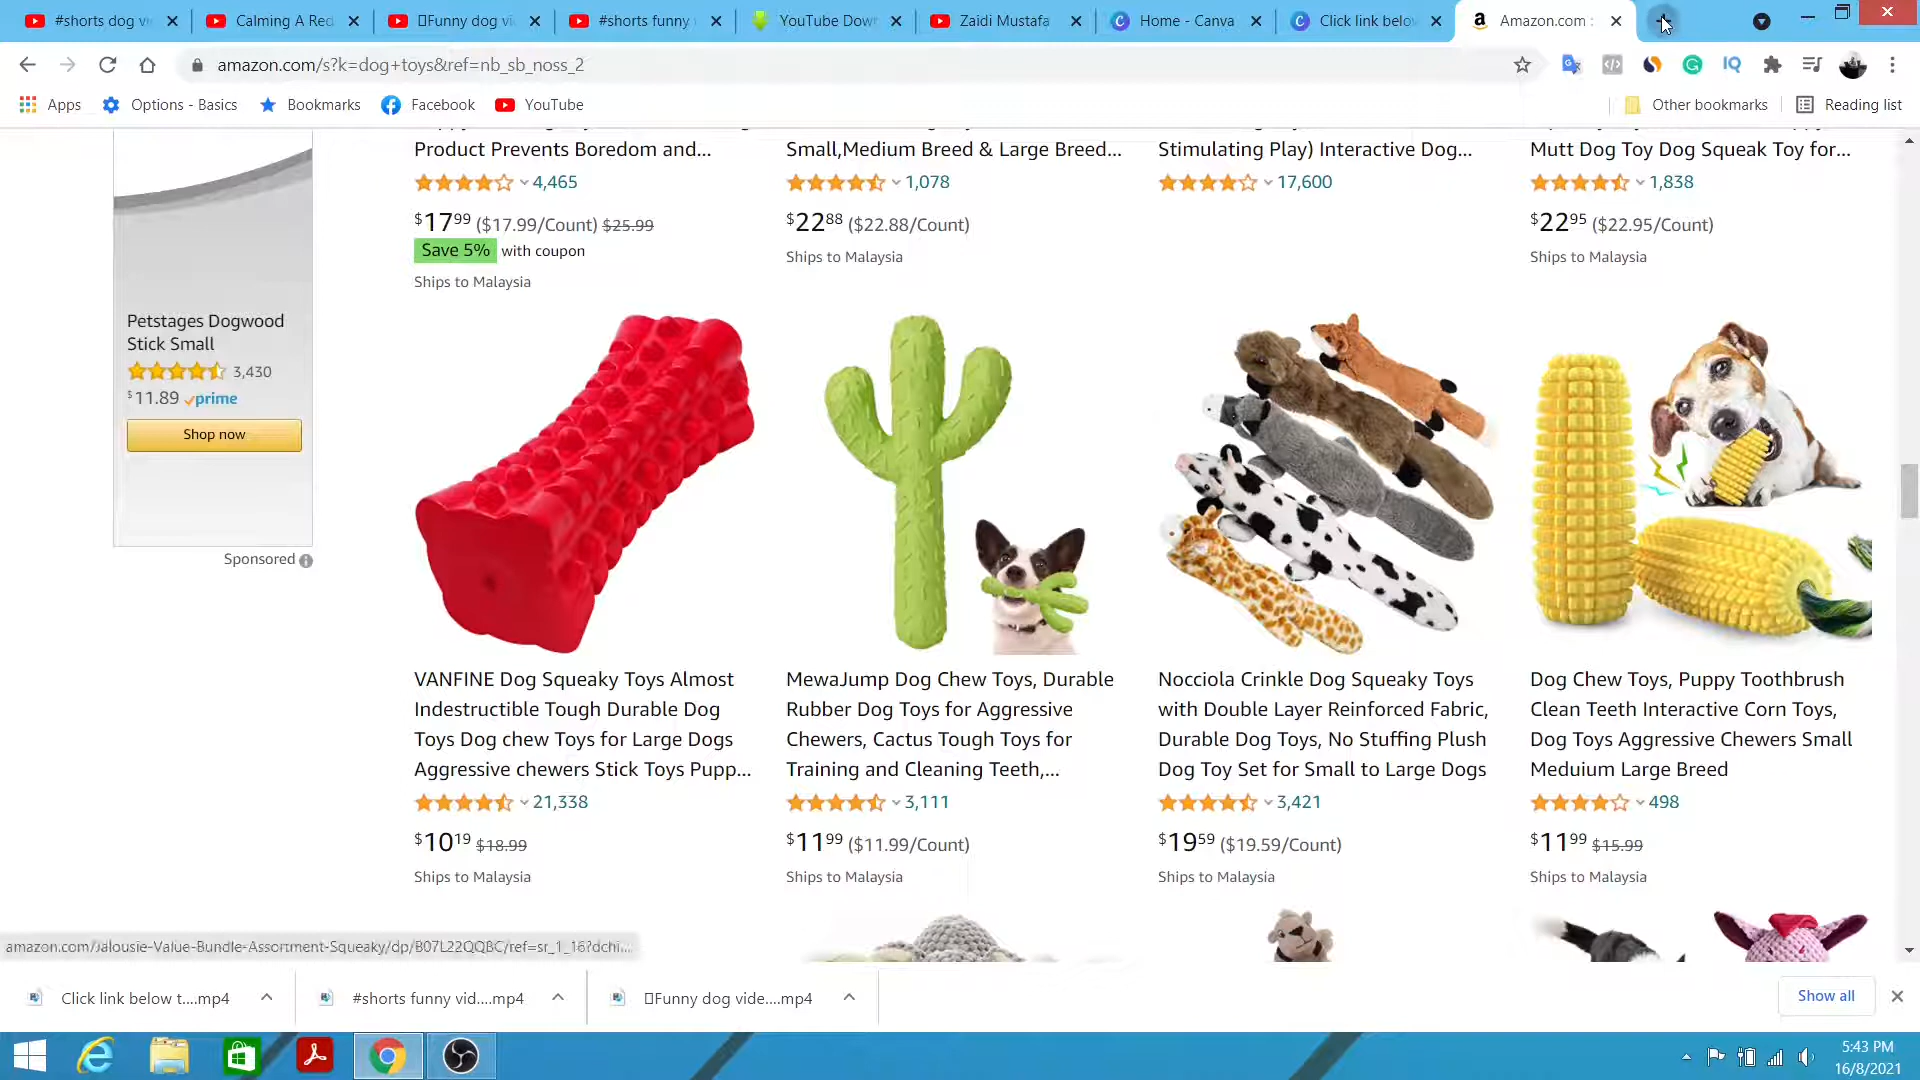 #shorts dog vi
Calming A Red
Funny dog vi
#shorts funny
YouTube Dow
Zaidi Mustafa
Home - Canva
Click link belo
Amazon.com :
amazon.com/s?k=dog+toys&ref=nb_sb_noss_2
Apps
Options - Basics
Bookmarks
Facebook
YouTube
Other bookmarks
Reading list
Product Prevents Boredom and...
4,465
$17.99 ($17.99/Count) $25.99
Save 5% with coupon
Ships to Malaysia
Small,Medium Breed & Large Breed...
1,078
$22.88 ($22.88/Count)
Ships to Malaysia
Stimulating Play) Interactive Dog...
17,600
Mutt Dog Toy Dog Squeak Toy for...
1,838
$22.95 ($22.95/Count)
Ships to Malaysia
Petstages Dogwood
Stick Small
3,430
$11.89 prime
Shop now
Sponsored
VANFINE Dog Squeaky Toys Almost
Indestructible Tough Durable Dog
Toys Dog chew Toys for Large Dogs
Aggressive chewers Stick Toys Pupp...
21,338
$10.19 $18.99
Ships to Malaysia
MewaJump Dog Chew Toys, Durable
Rubber Dog Toys for Aggressive
Chewers, Cactus Tough Toys for
Training and Cleaning Teeth,...
3,111
$11.99 ($11.99/Count)
Ships to Malaysia
Nocciola Crinkle Dog Squeaky Toys
with Double Layer Reinforced Fabric,
Durable Dog Toys, No Stuffing Plush
Dog Toy Set for Small to Large Dogs
3,421
$19.59 ($19.59/Count)
Ships to Malaysia
Dog Chew Toys, Puppy Toothbrush
Clean Teeth Interactive Corn Toys,
Dog Toys Aggressive Chewers Small
Meduium Large Breed
498
$11.99 $15.99
Ships to Malaysia
amazon.com/Jalousie-Value-Bundle-Assortment-Squeaky/dp/B07L22QQBC/ref=sr_1_16?dchi...
Click link below t....mp4
#shorts funny vid....mp4
Funny dog vide....mp4
Show all
5:43 PM
16/8/2021